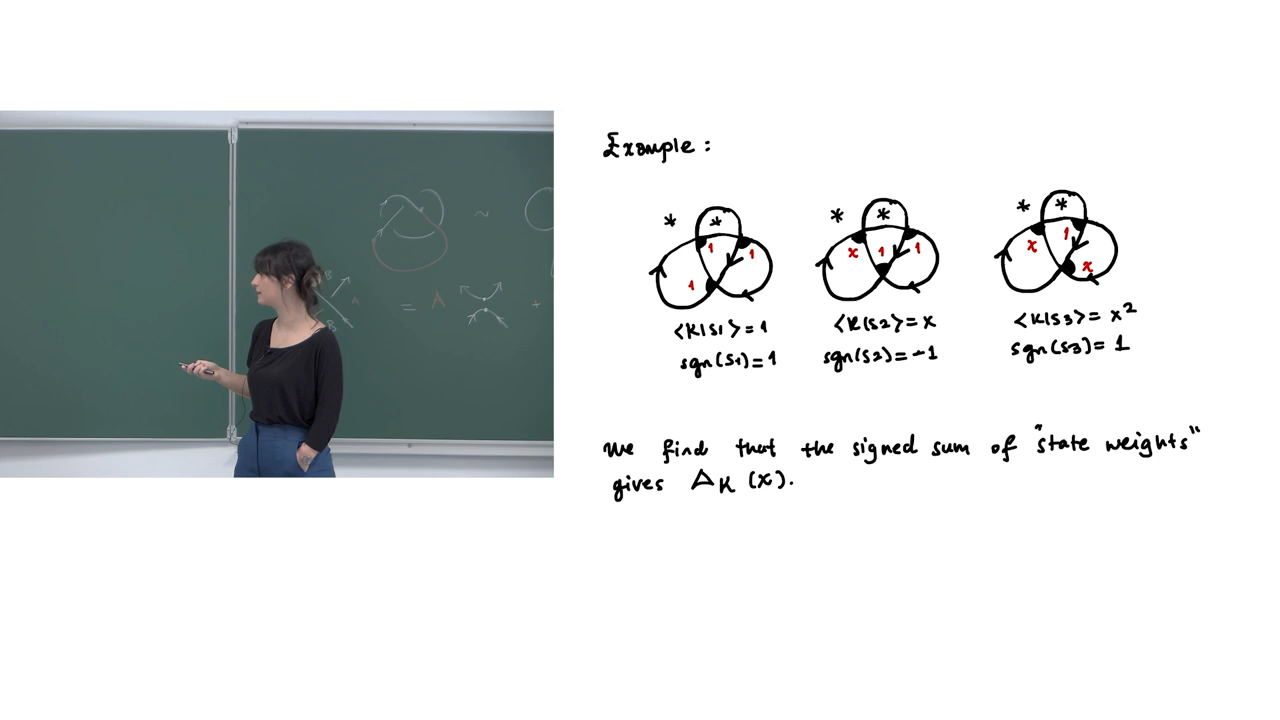 Example :
* * * * * *
1 1 x 1 1 1 x
1 x
⟨K|S1⟩ = 1 ⟨K|S2⟩ = x ⟨K|S3⟩ = x²
sgn(S1) = 1 sgn(S2) = -1 sgn(S3) = 1
We find that the signed sum of "state weights"
gives ΔK (x).
B A
B = A +
~